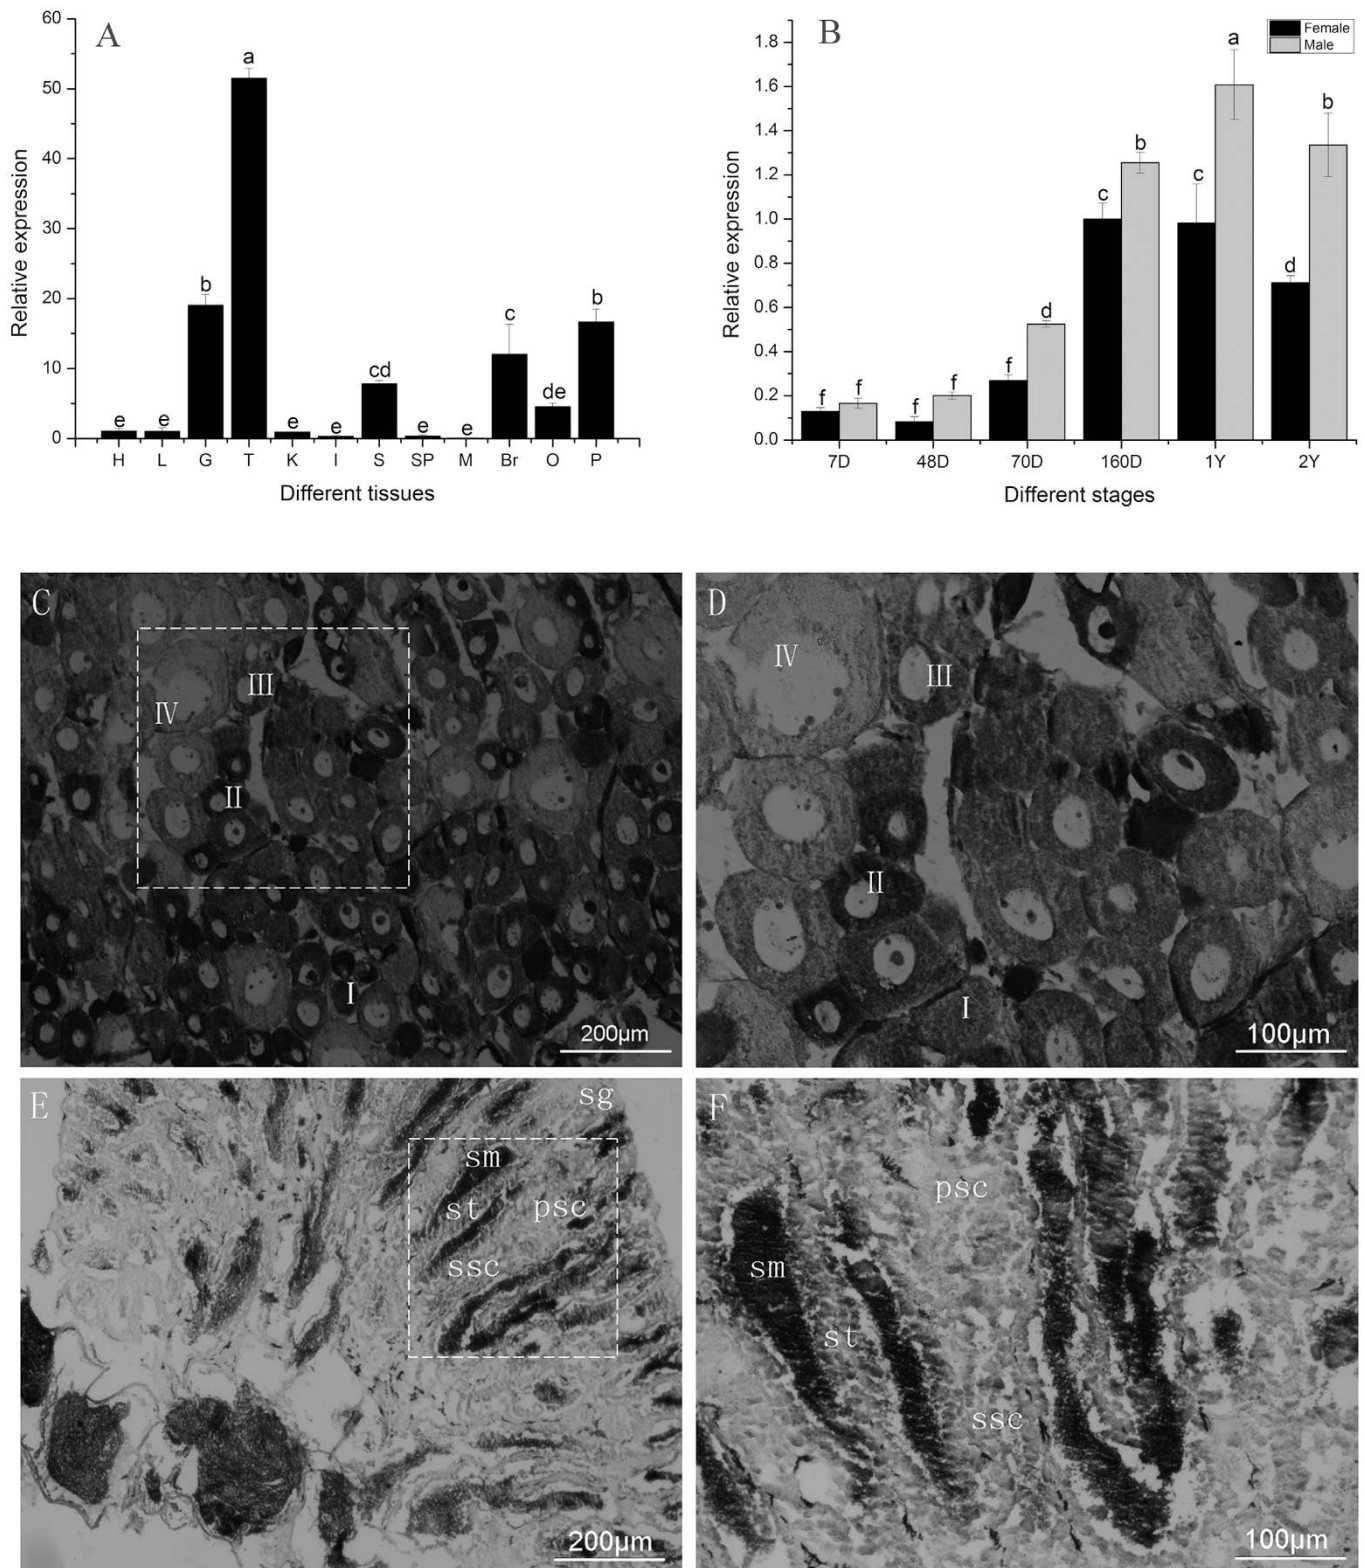 A
60
50
40
30
20
10
0
Relative expression
a
b
c
b
cd
de
e e e e e e
H L G T K I S SP M Br O P
Different tissues
B
Female
Male
1.8
1.6
1.4
1.2
1.0
0.8
0.6
0.4
0.2
0.0
Relative expression
f f f f f d c b c a d b
7D 48D 70D 160D 1Y 2Y
Different stages
C
III
IV
II
I
200μm
D
IV
III
II
I
100μm
E
sg
sm
st psc
ssc
200μm
F
psc
sm
st
ssc
100μm